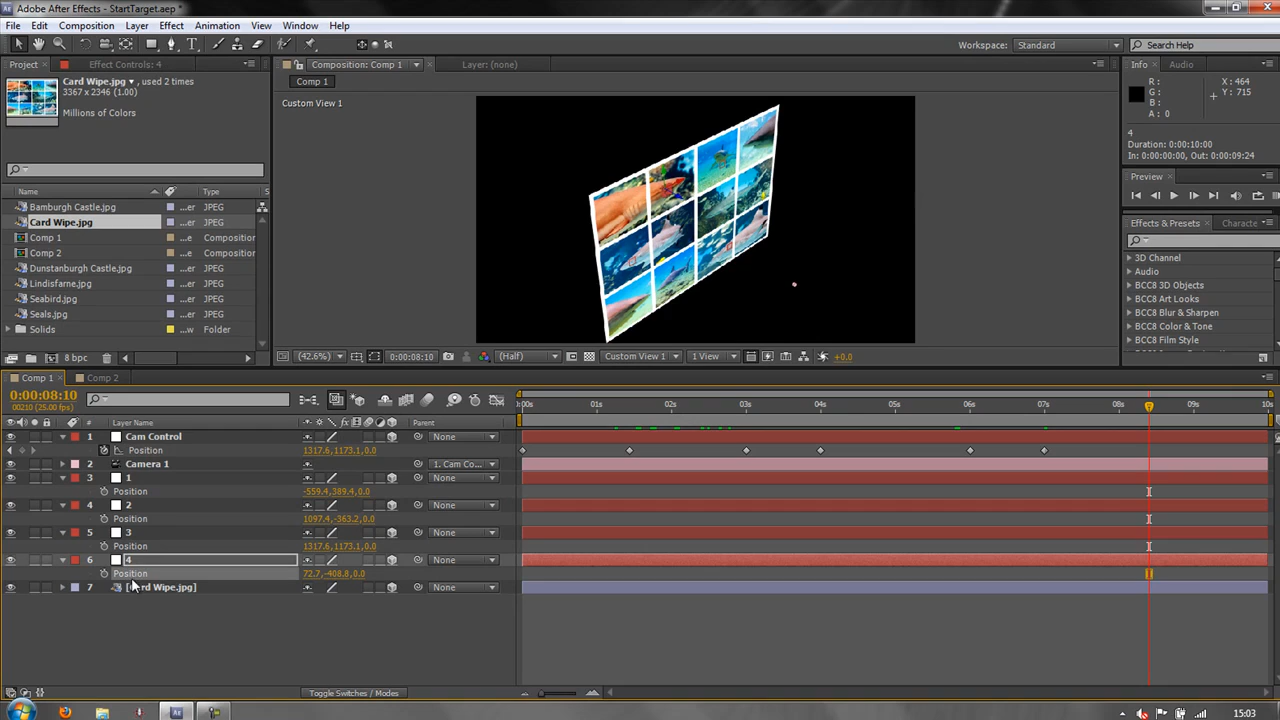 Adobe After Effects - StartTarget.aep *
File Edit Composition Layer Effect Animation View Window Help
Workspace: Standard Search Help
Project Effect Controls: 4 Composition: Comp 1 Layer: (none) Info Audio
Card Wipe.jpg ▼, used 2 times
3367 x 2346 (1.00)
Millions of Colors
Comp 1
Custom View 1
R:
G:
B:
A: 0
X: 464
Y: 715
4
Duration: 0:00:10:00
In: 0:00:00:00, Out: 0:00:09:24
Preview
Effects & Presets Characte
Name Type
Bamburgh Castle.jpg ...er JPEG
Card Wipe.jpg ...er JPEG
Comp 1 ...e Composition
Comp 2 ...e Composition
Dunstanburgh Castle.jpg ...er JPEG
Lindisfarne.jpg ...er JPEG
Seabird.jpg ...er JPEG
Seals.jpg ...er JPEG
Solids ...w Folder
3D Channel
Audio
BCC8 3D Objects
BCC8 Art Looks
BCC8 Blur & Sharpen
BCC8 Color & Tone
BCC8 Film Style
8 bpc
(42.6%) 0:00:08:10 (Half) Custom View 1 1 View +0.0
Comp 1 Comp 2
0:00:08:10
00210 (25.00 fps)
:00s 01s 02s 03s 04s 05s 06s 07s 08s 09s 10s
# Layer Name Parent
1 Cam Control None
Position 1317.6,1173.1,0.0
2 Camera 1 1. Cam Co...
3 1 None
Position -559.4,389.4,0.0
4 2 None
Position 1097.4,-363.2,0.0
5 3 None
Position 1317.6,1173.1,0.0
6 4 None
Position 72.7,-408.8,0.0
7 [Card Wipe.jpg] None
Toggle Switches / Modes
15:03